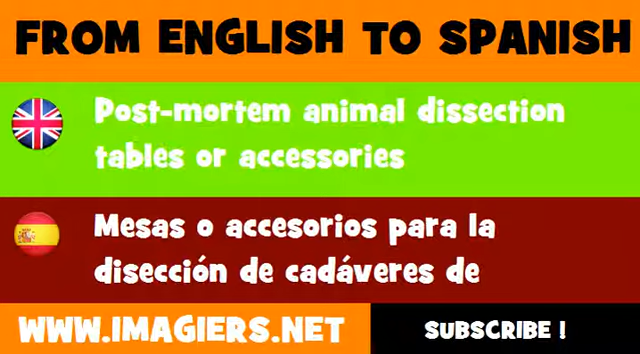 FROM ENGLISH TO SPANISH
Post-mortem animal dissection
tables or accessories
Mesas o accesorios para la
disección de cadáveres de
WWW.IMAGIERS.NET
SUBSCRIBE !